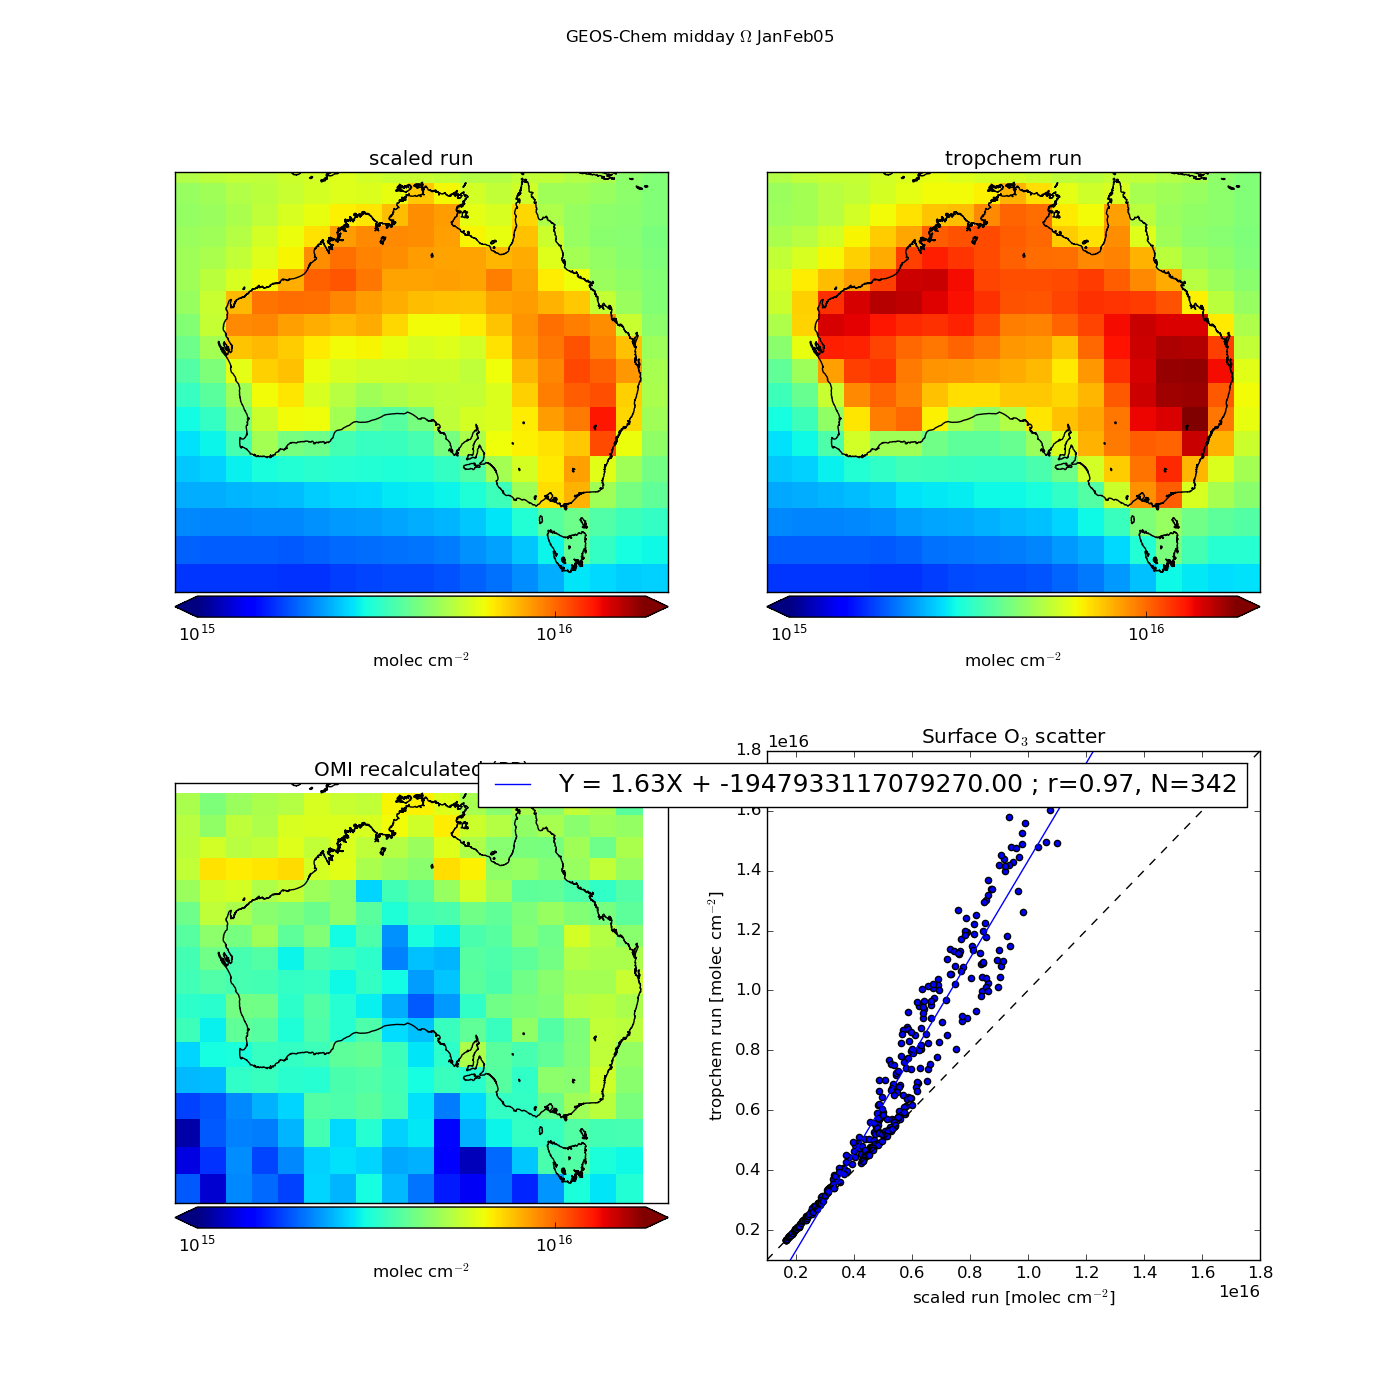 GEOS-Chem midday Ω JanFeb05
scaled run
tropchem run
10^15 10^16
molec cm^−2
10^15 10^16
molec cm^−2
OMI recalculated
10^15 10^16
molec cm^−2
Surface O_3 scatter
1e16
Y = 1.63X + -1947933117079270.00 ; r=0.97, N=342
1.8
1.6
1.4
1.2
1.0
0.8
0.6
0.4
0.2
tropchem run [molec cm^−2]
0.2 0.4 0.6 0.8 1.0 1.2 1.4 1.6 1.8
1e16
scaled run [molec cm^−2]